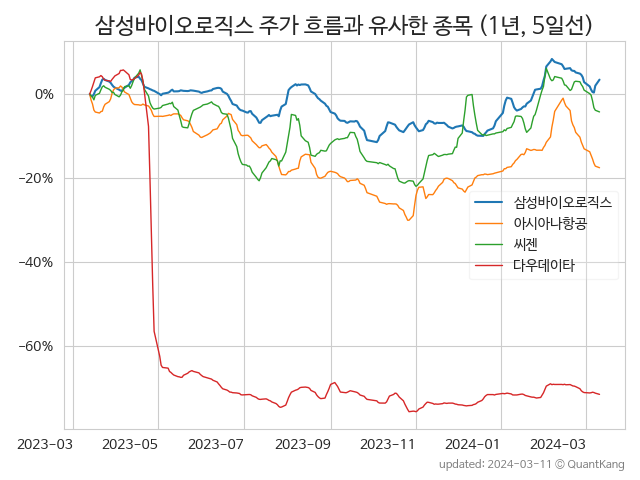 삼성바이오로직스 주가 흐름과 유사한 종목 (1년, 5일선)
0%
−20%
−40%
−60%
삼성바이오로직스
아시아나항공
씨젠
다우데이타
2023−03 2023−05 2023−07 2023−09 2023−11 2024−01 2024−03
updated: 2024-03-11 © QuantKang